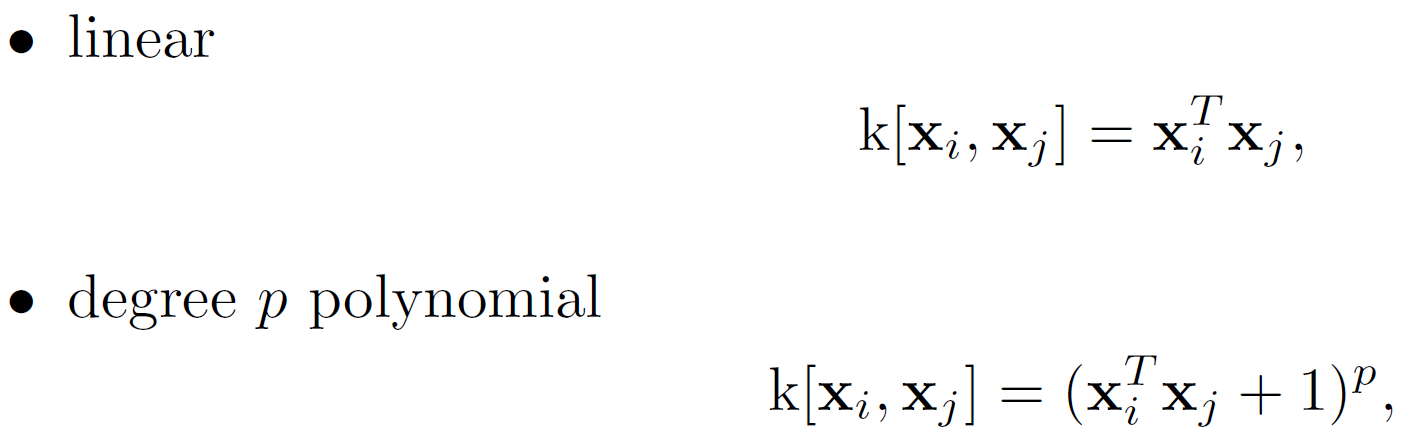 • linear
k[𝐱ᵢ, 𝐱ⱼ] = 𝐱ᵢᵀ𝐱ⱼ,
• degree p polynomial
k[𝐱ᵢ, 𝐱ⱼ] = (𝐱ᵢᵀ𝐱ⱼ + 1)ᵖ,